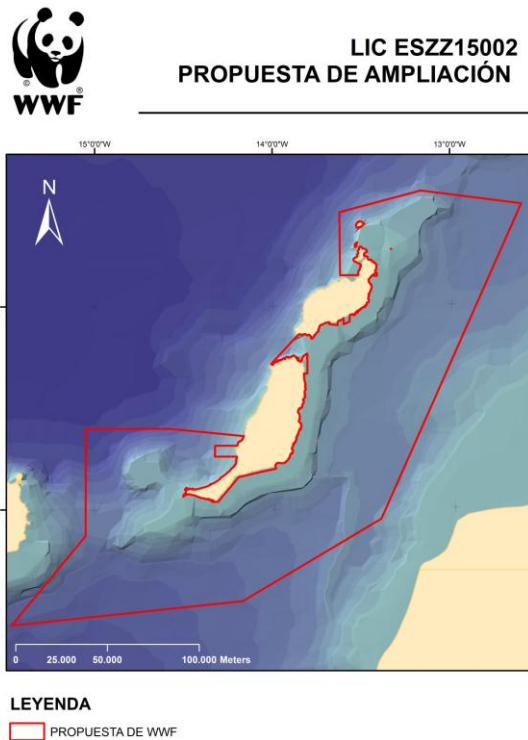 WWF
LIC ESZZ15002
PROPUESTA DE AMPLIACIÓN
15°0'0"W 14°0'0"W 13°0'0"W
N
0 25.000 50.000 100.000 Meters
LEYENDA
PROPUESTA DE WWF